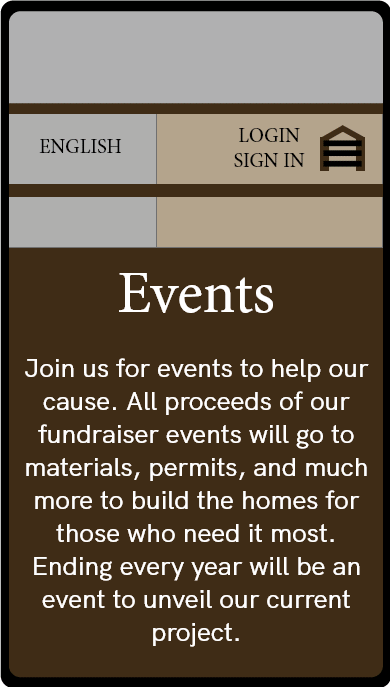 ENGLISH
LOGIN
SIGN IN
Events
Join us for events to help our
cause. All proceeds of our
fundraiser events will go to
materials, permits, and much
more to build the homes for
those who need it most.
Ending every year will be an
event to unveil our current
project.